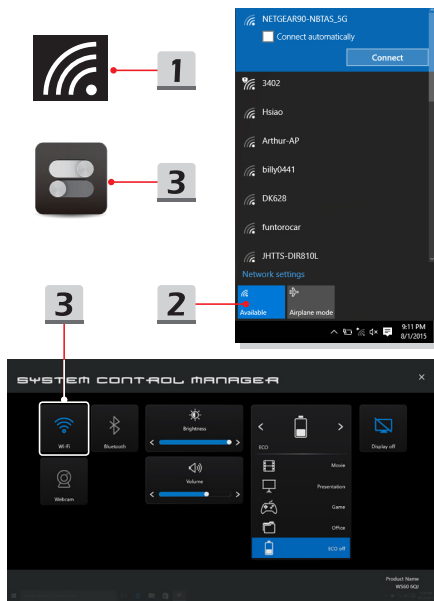 1
3
3
2
NETGEAR90-NBTAS_5G
Connect automatically
Connect
3402
Hsiao
Arthur-AP
billy0441
DK628
funtorocar
JHTTS-DIR810L
Network settings
Available
Airplane mode
9:11 PM
8/1/2015
SYSTEM CONTROL MANAGER
Wi-Fi
Bluetooth
Brightness
ECO
Display off
Webcam
Volume
Movie
Presentation
Game
Office
ECO off
Product Name
WS60 6QJ